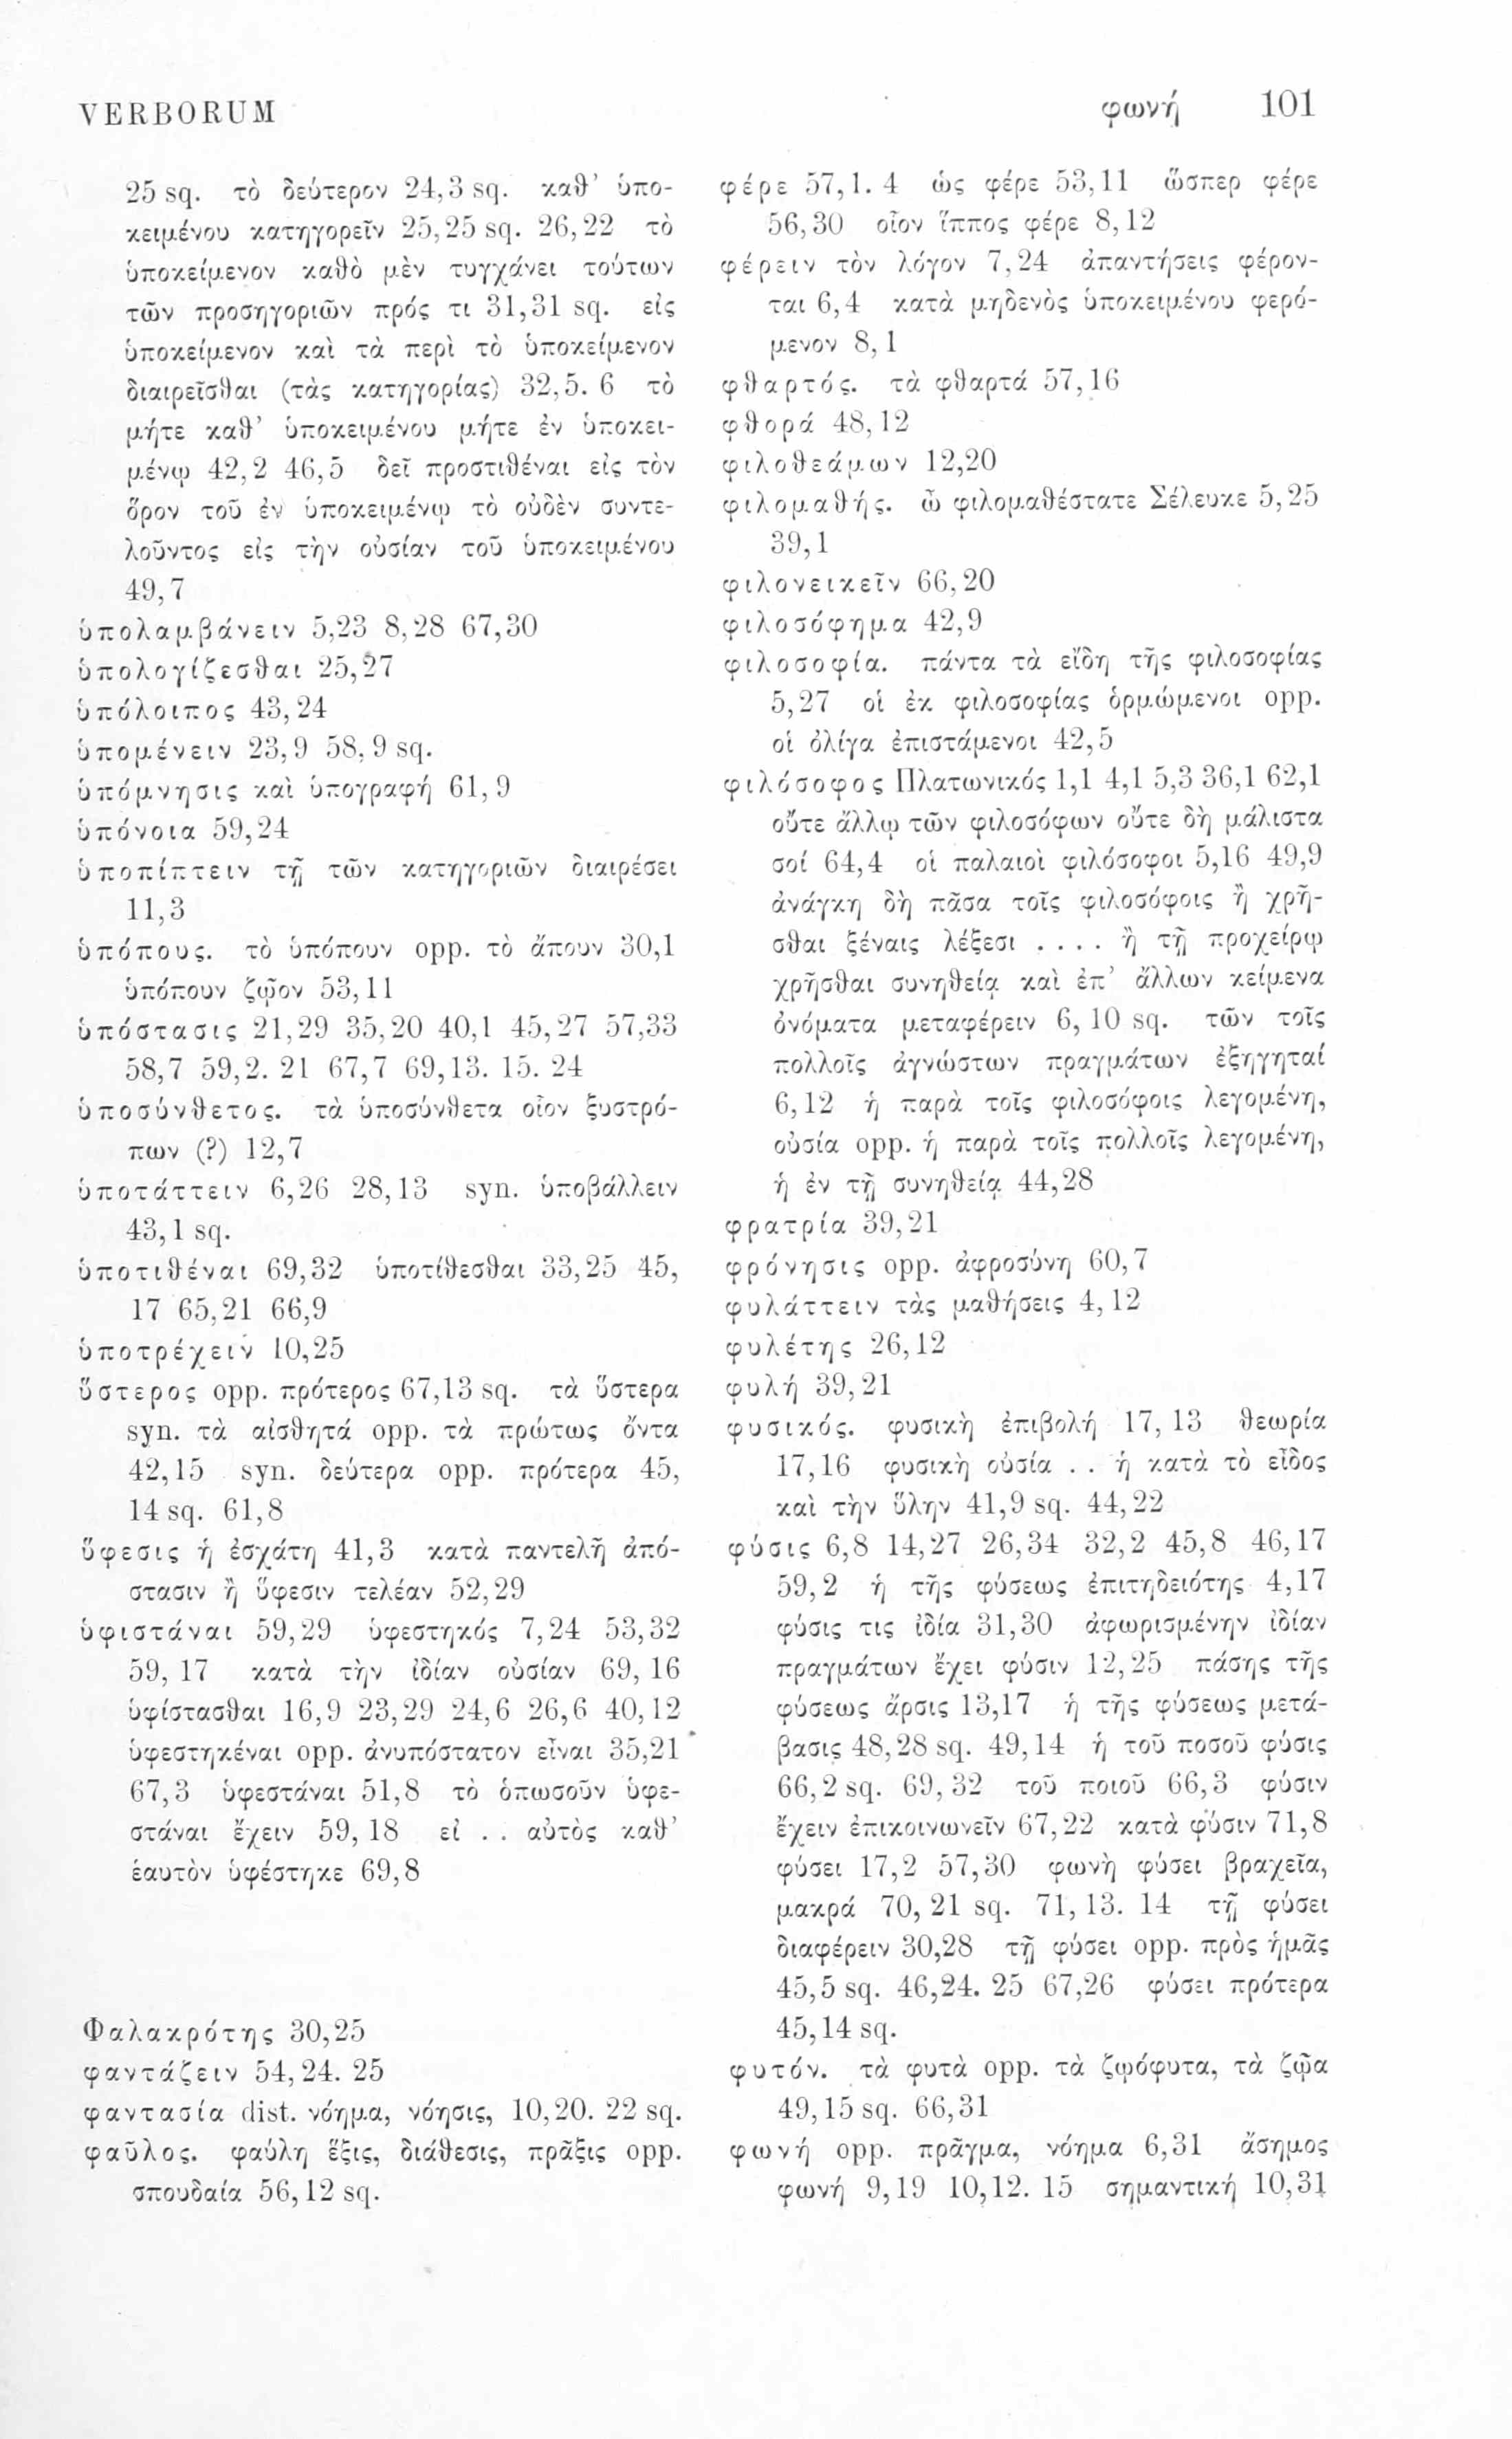 VERBORUM
φωνή 101
25 sq. τὸ δεύτερον 24,3 sq. καθ’ ὑπο-
κειμένου κατηγορεῖν 25,25 sq. 26,22 τὸ
ὑποκείμενον καθὸ μὲν τυγχάνει τούτων
τῶν προσηγοριῶν πρός τι 31,31 sq. εἰς
ὑποκείμενον καὶ τὰ περὶ τὸ ὑποκείμενον
διαιρεῖσθαι (τὰς κατηγορίας) 32,5. 6 τὸ
μήτε καθ’ ὑποκειμένου μήτε ἐν ὑποκει-
μένῳ 42,2 46,5 δεῖ προστιθέναι εἰς τὸν
ὅρον τοῦ ἐν ὑποκειμένῳ τὸ οὐδὲν συντε-
λοῦντος εἰς τὴν οὐσίαν τοῦ ὑποκειμένου
49,7
ὑπολαμβάνειν 5,23 8,28 67,30
ὑπολογίζεσθαι 25,27
ὑπόλοιπος 43,24
ὑπομένειν 23,9 58,9 sq.
ὑπόμνησις καὶ ὑπογραφή 61,9
ὑπόνοια 59,24
ὑποπίπτειν τῇ τῶν κατηγοριῶν διαιρέσει
11,3
ὑπόπους. τὸ ὑπόπουν opp. τὸ ἄπουν 30,1
ὑπόπουν ζῷον 53,11
ὑπόστασις 21,29 35,20 40,1 45,27 57,33
58,7 59,2. 21 67,7 69,13. 15. 24
ὑποσύνθετος. τὰ ὑποσύνθετα οἷον ξυστρό-
πων (?) 12,7
ὑποτάττειν 6,26 28,13 syn. ὑποβάλλειν
43,1 sq.
ὑποτιθέναι 69,32 ὑποτίθεσθαι 33,25 45,
17 65,21 66,9
ὑποτρέχειν 10,25
ὕστερος opp. πρότερος 67,13 sq. τὰ ὕστερα
syn. τὰ αἰσθητά opp. τὰ πρώτως ὄντα
42,15 syn. δεύτερα opp. πρότερα 45,
14 sq. 61,8
ὕφεσις ἡ ἐσχάτη 41,3 κατὰ παντελῆ ἀπό-
στασιν ἢ ὕφεσιν τελέαν 52,29
ὑφιστάναι 59,29 ὑφεστηκός 7,24 53,32
59, 17 κατὰ τὴν ἰδίαν οὐσίαν 69, 16
ὑφίστασθαι 16,9 23,29 24,6 26,6 40,12
ὑφεστηκέναι opp. ἀνυπόστατον εἶναι 35,21
67,3 ὑφεστάναι 51,8 τὸ ὁπωσοῦν ὑφε-
στάναι ἔχειν 59, 18 εἰ . . αὐτὸς καθ’
ἑαυτὸν ὑφέστηκε 69,8
Φαλακρότης 30,25
φαντάζειν 54,24. 25
φαντασία dist. νόημα, νόησις, 10,20. 22 sq.
φαῦλος. φαύλη ἕξις, διάθεσις, πρᾶξις opp.
σπουδαία 56,12 sq.
φέρε 57,1. 4 ὡς φέρε 53,11 ὥσπερ φέρε
56,30 οἷον ἵππος φέρε 8,12
φέρειν τὸν λόγον 7,24 ἀπαντήσεις φέρον-
ται 6,4 κατὰ μηδενὸς ὑποκειμένου φερό-
μενον 8,1
φθαρτός. τὰ φθαρτά 57,16
φθορά 48,12
φιλοθεάμων 12,20
φιλομαθής. ὦ φιλομαθέστατε Σέλευκε 5,25
39,1
φιλονεικεῖν 66,20
φιλοσόφημα 42,9
φιλοσοφία. πάντα τὰ εἴδη τῆς φιλοσοφίας
5,27 οἱ ἐκ φιλοσοφίας ὁρμώμενοι opp.
οἱ ὀλίγα ἐπιστάμενοι 42,5
φιλόσοφος Πλατωνικός 1,1 4,1 5,3 36,1 62,1
οὔτε ἄλλῳ τῶν φιλοσόφων οὔτε δὴ μάλιστα
σοί 64,4 οἱ παλαιοὶ φιλόσοφοι 5,16 49,9
ἀνάγκη δὴ πᾶσα τοῖς φιλοσόφοις ἢ χρῆ-
σθαι ξέναις λέξεσι . . . . ἢ τῇ προχείρῳ
χρῆσθαι συνηθείᾳ καὶ ἐπ’ ἄλλων κείμενα
ὀνόματα μεταφέρειν 6, 10 sq. τῶν τοῖς
πολλοῖς ἀγνώστων πραγμάτων ἐξηγηταί
6,12 ἡ παρὰ τοῖς φιλοσόφοις λεγομένη,
οὐσία opp. ἡ παρὰ τοῖς πολλοῖς λεγομένη,
ἡ ἐν τῇ συνηθείᾳ 44,28
φρατρία 39,21
φρόνησις opp. ἀφροσύνη 60,7
φυλάττειν τὰς μαθήσεις 4,12
φυλέτης 26,12
φυλή 39,21
φυσικός. φυσικὴ ἐπιβολή 17, 13 θεωρία
17,16 φυσικὴ οὐσία . . ἡ κατὰ τὸ εἶδος
καὶ τὴν ὕλην 41,9 sq. 44,22
φύσις 6,8 14,27 26,34 32,2 45,8 46,17
59,2 ἡ τῆς φύσεως ἐπιτηδειότης 4,17
φύσις τις ἰδία 31,30 ἀφωρισμένην ἰδίαν
πραγμάτων ἔχει φύσιν 12,25 πάσης τῆς
φύσεως ἄρσις 13,17 ἡ τῆς φύσεως μετά-
βασις 48,28 sq. 49,14 ἡ τοῦ ποσοῦ φύσις
66,2 sq. 69, 32 τοῦ ποιοῦ 66,3 φύσιν
ἔχειν ἐπικοινωνεῖν 67,22 κατὰ φύσιν 71,8
φύσει 17,2 57,30 φωνὴ φύσει βραχεῖα,
μακρά 70, 21 sq. 71, 13. 14 τῇ φύσει
διαφέρειν 30,28 τῇ φύσει opp. πρὸς ἡμᾶς
45,5 sq. 46,24. 25 67,26 φύσει πρότερα
45,14 sq.
φυτόν. τὰ φυτὰ opp. τὰ ζῳόφυτα, τὰ ζῷα
49,15 sq. 66,31
φωνή opp. πρᾶγμα, νόημα 6,31 ἄσημος
φωνή 9,19 10,12. 15 σημαντική 10,31